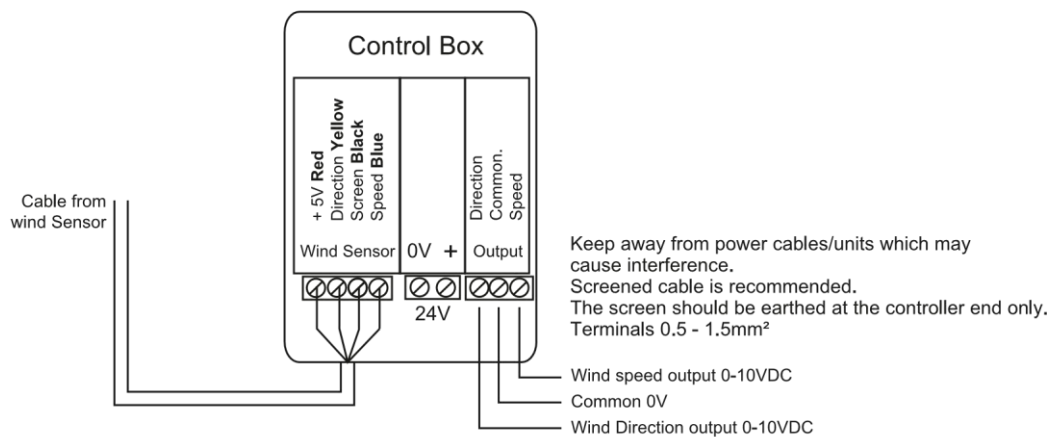 Control Box
+ 5V Red
Direction Yellow
Screen Black
Speed Blue
Direction
Common.
Speed
Wind Sensor
0V +
Output
24V
Cable from
wind Sensor
Keep away from power cables/units which may
cause interference.
Screened cable is recommended.
The screen should be earthed at the controller end only.
Terminals 0.5 - 1.5mm²
Wind speed output 0-10VDC
Common 0V
Wind Direction output 0-10VDC